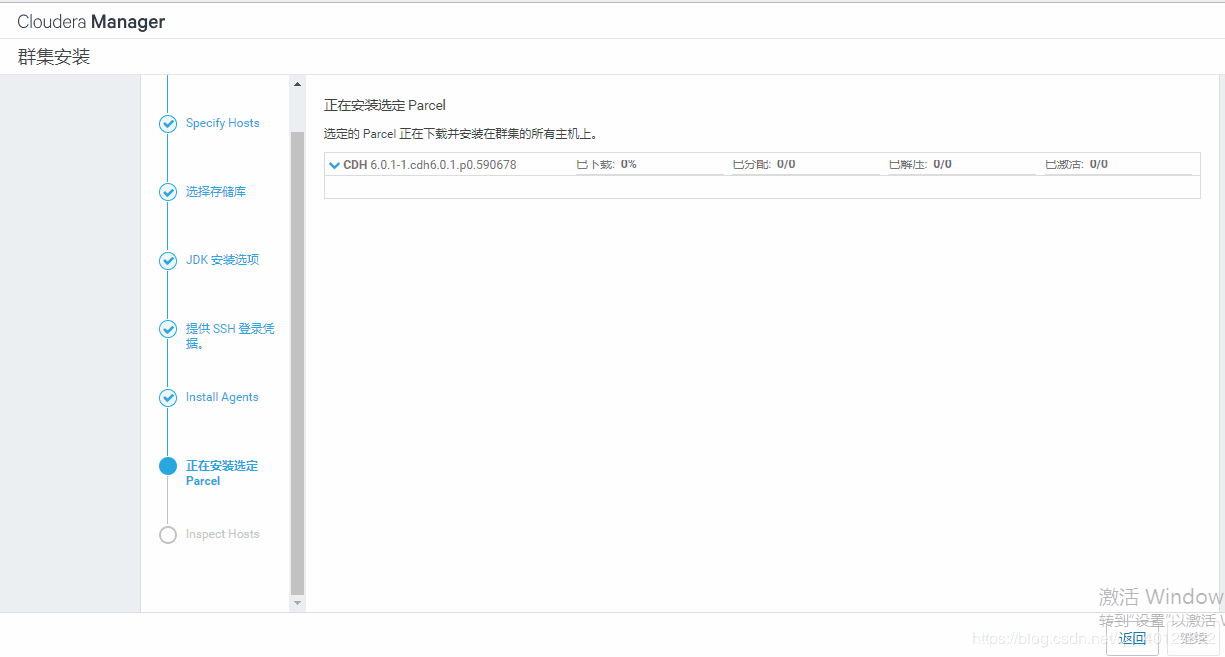 Cloudera Manager
群集安装
Specify Hosts
选择存储库
JDK 安装选项
提供 SSH 登录凭
据。
Install Agents
正在安装选定
Parcel
Inspect Hosts
正在安装选定 Parcel
选定的 Parcel 正在下载并安装在群集的所有主机上。
CDH 6.0.1-1.cdh6.0.1.p0.590678 已下载: 0% 已分配: 0/0 已解压: 0/0 已激活: 0/0
激活 Window
转到"设置"以激活 W
https://blog.csdn.net/
返回 继续